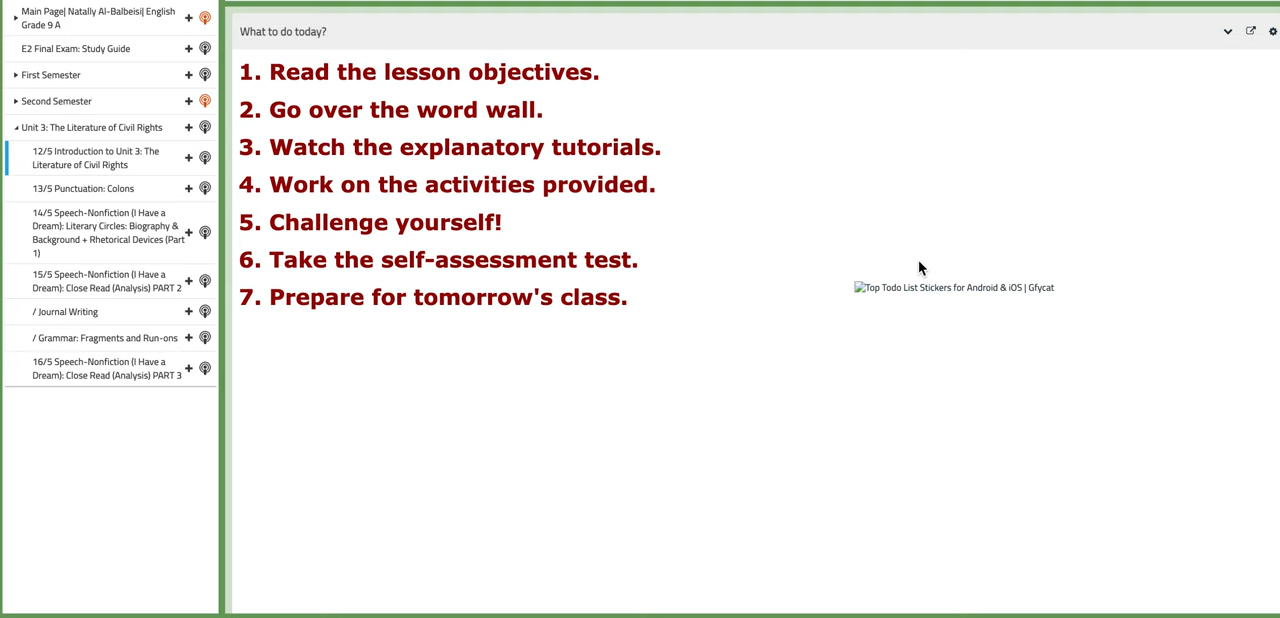 Main Page| Natally Al-Balbeisi| English
Grade 9 A
E2 Final Exam: Study Guide
First Semester
Second Semester
Unit 3: The Literature of Civil Rights
12/5 Introduction to Unit 3: The
Literature of Civil Rights
13/5 Punctuation: Colons
14/5 Speech-Nonfiction (I Have a
Dream): Literary Circles: Biography &
Background + Rhetorical Devices (Part
1)
15/5 Speech-Nonfiction (I Have a
Dream): Close Read (Analysis) PART 2
/ Journal Writing
/ Grammar: Fragments and Run-ons
16/5 Speech-Nonfiction (I Have a
Dream): Close Read (Analysis) PART 3
What to do today?
1. Read the lesson objectives.
2. Go over the word wall.
3. Watch the explanatory tutorials.
4. Work on the activities provided.
5. Challenge yourself!
6. Take the self-assessment test.
7. Prepare for tomorrow's class.
Top Todo List Stickers for Android & iOS | Gfycat